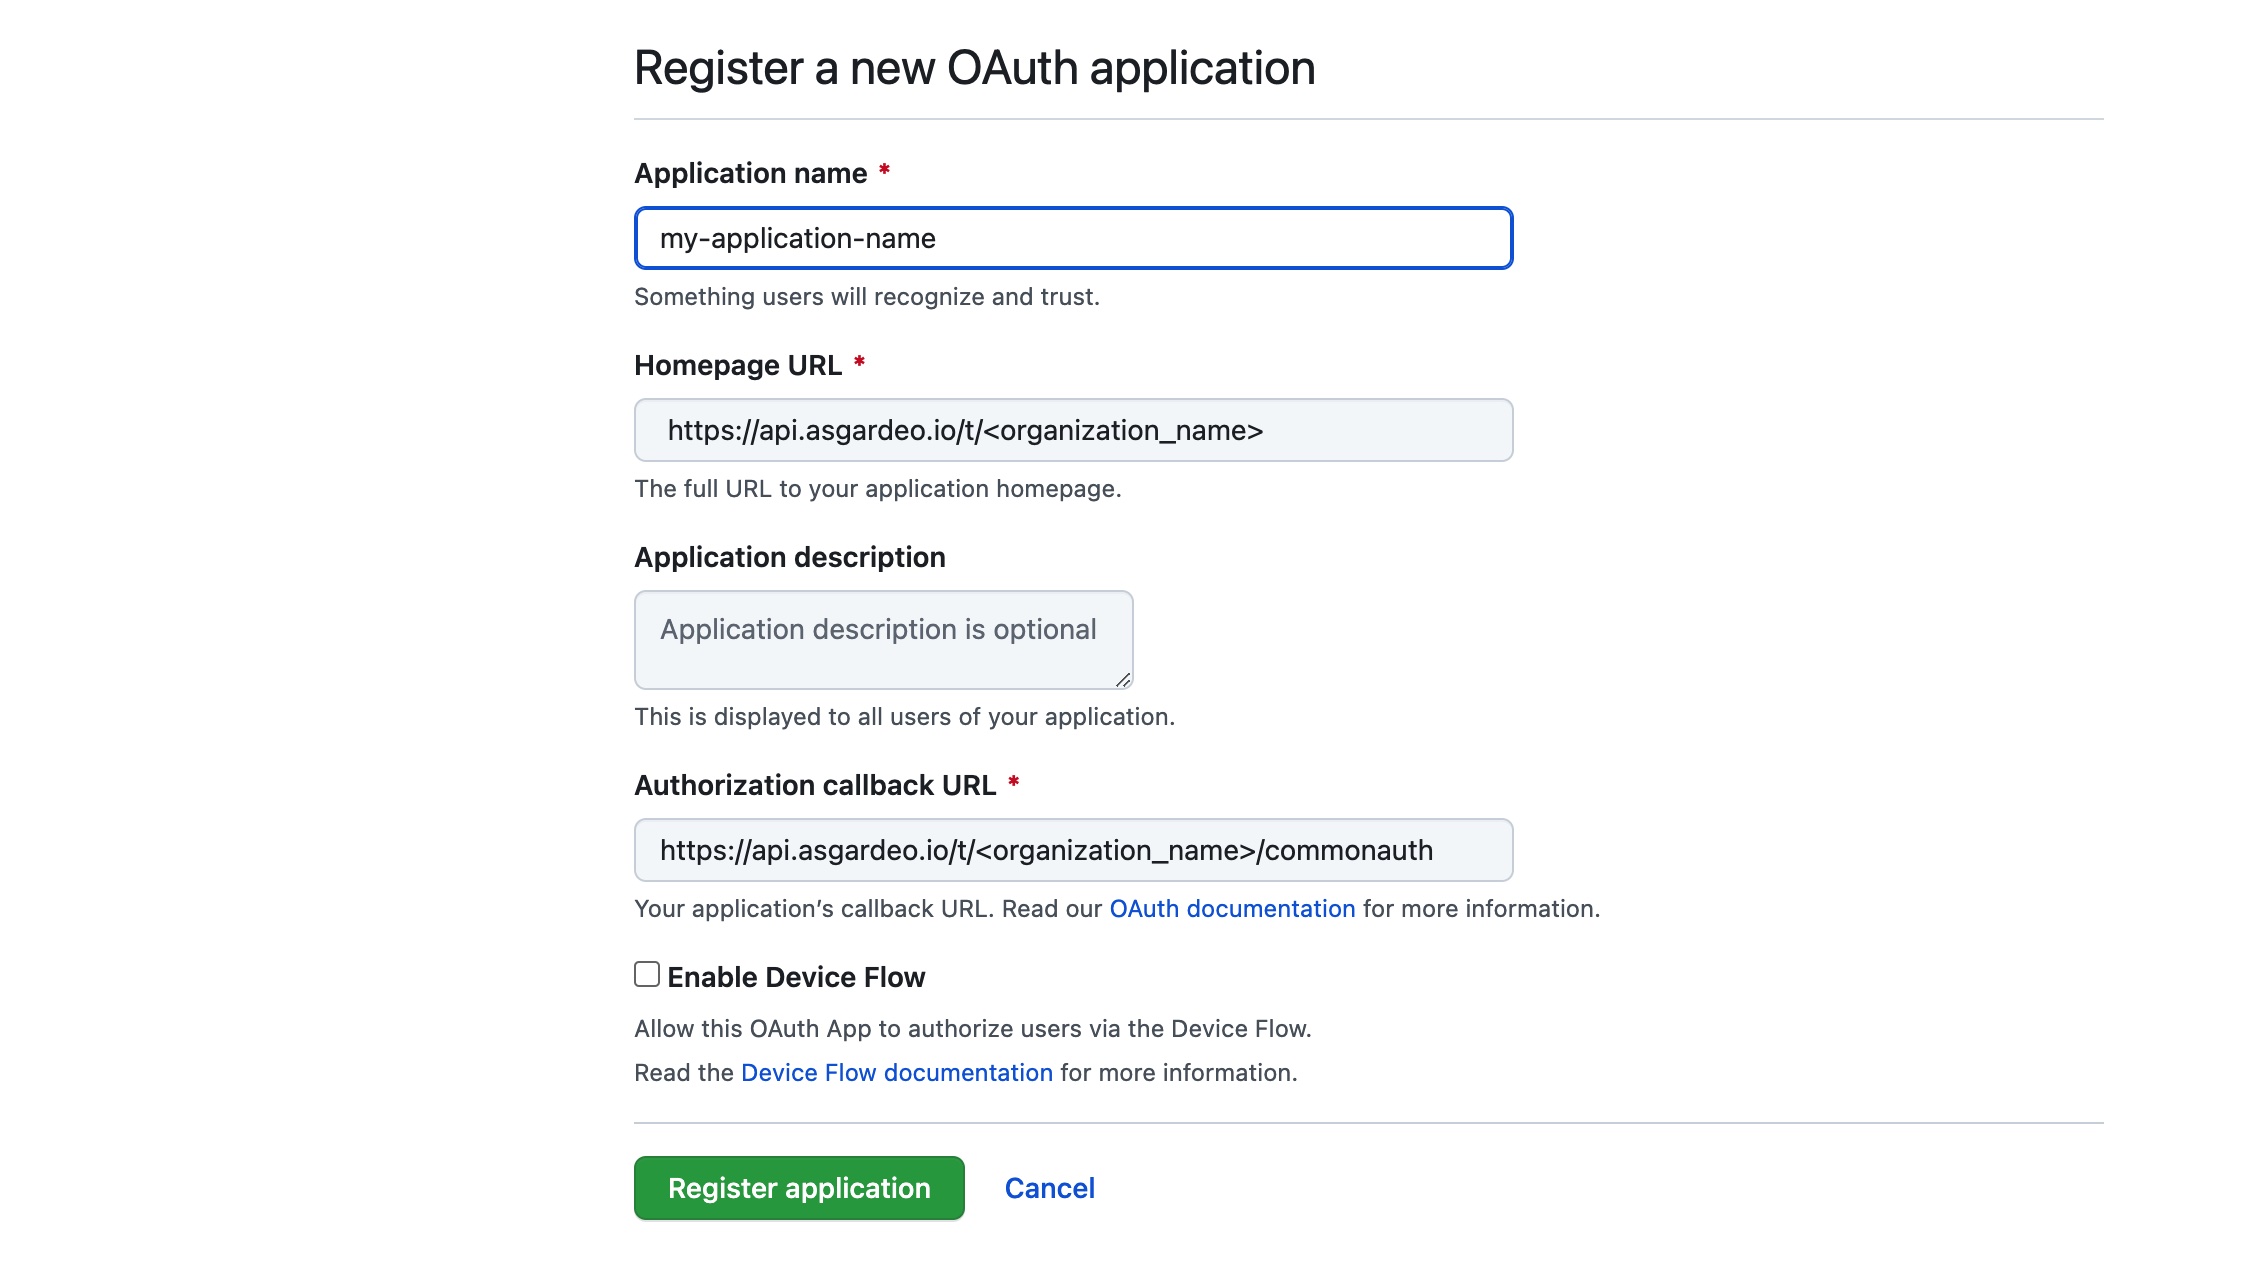 Register a new OAuth application
Application name *
my-application-name
Something users will recognize and trust.
Homepage URL *
https://api.asgardeo.io/t/<organization_name>
The full URL to your application homepage.
Application description
Application description is optional
This is displayed to all users of your application.
Authorization callback URL *
https://api.asgardeo.io/t/<organization_name>/commonauth
Your application’s callback URL. Read our OAuth documentation for more information.
Enable Device Flow
Allow this OAuth App to authorize users via the Device Flow.
Read the Device Flow documentation for more information.
Register application Cancel